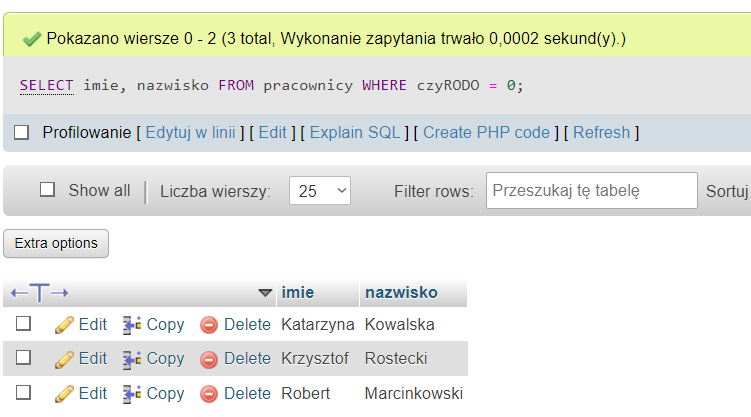 Pokazano wiersze 0 - 2 (3 total, Wykonanie zapytania trwało 0,0002 sekund(y).)
SELECT imie, nazwisko FROM pracownicy WHERE czyRODO = 0;
Profilowanie [ Edytuj w linii ] [ Edit ] [ Explain SQL ] [ Create PHP code ] [ Refresh ]
Show all Liczba wierszy: 25 Filter rows: Przeszukaj tę tabelę Sortuj
Extra options
imie nazwisko
Edit Copy Delete Katarzyna Kowalska
Edit Copy Delete Krzysztof Rostecki
Edit Copy Delete Robert Marcinkowski